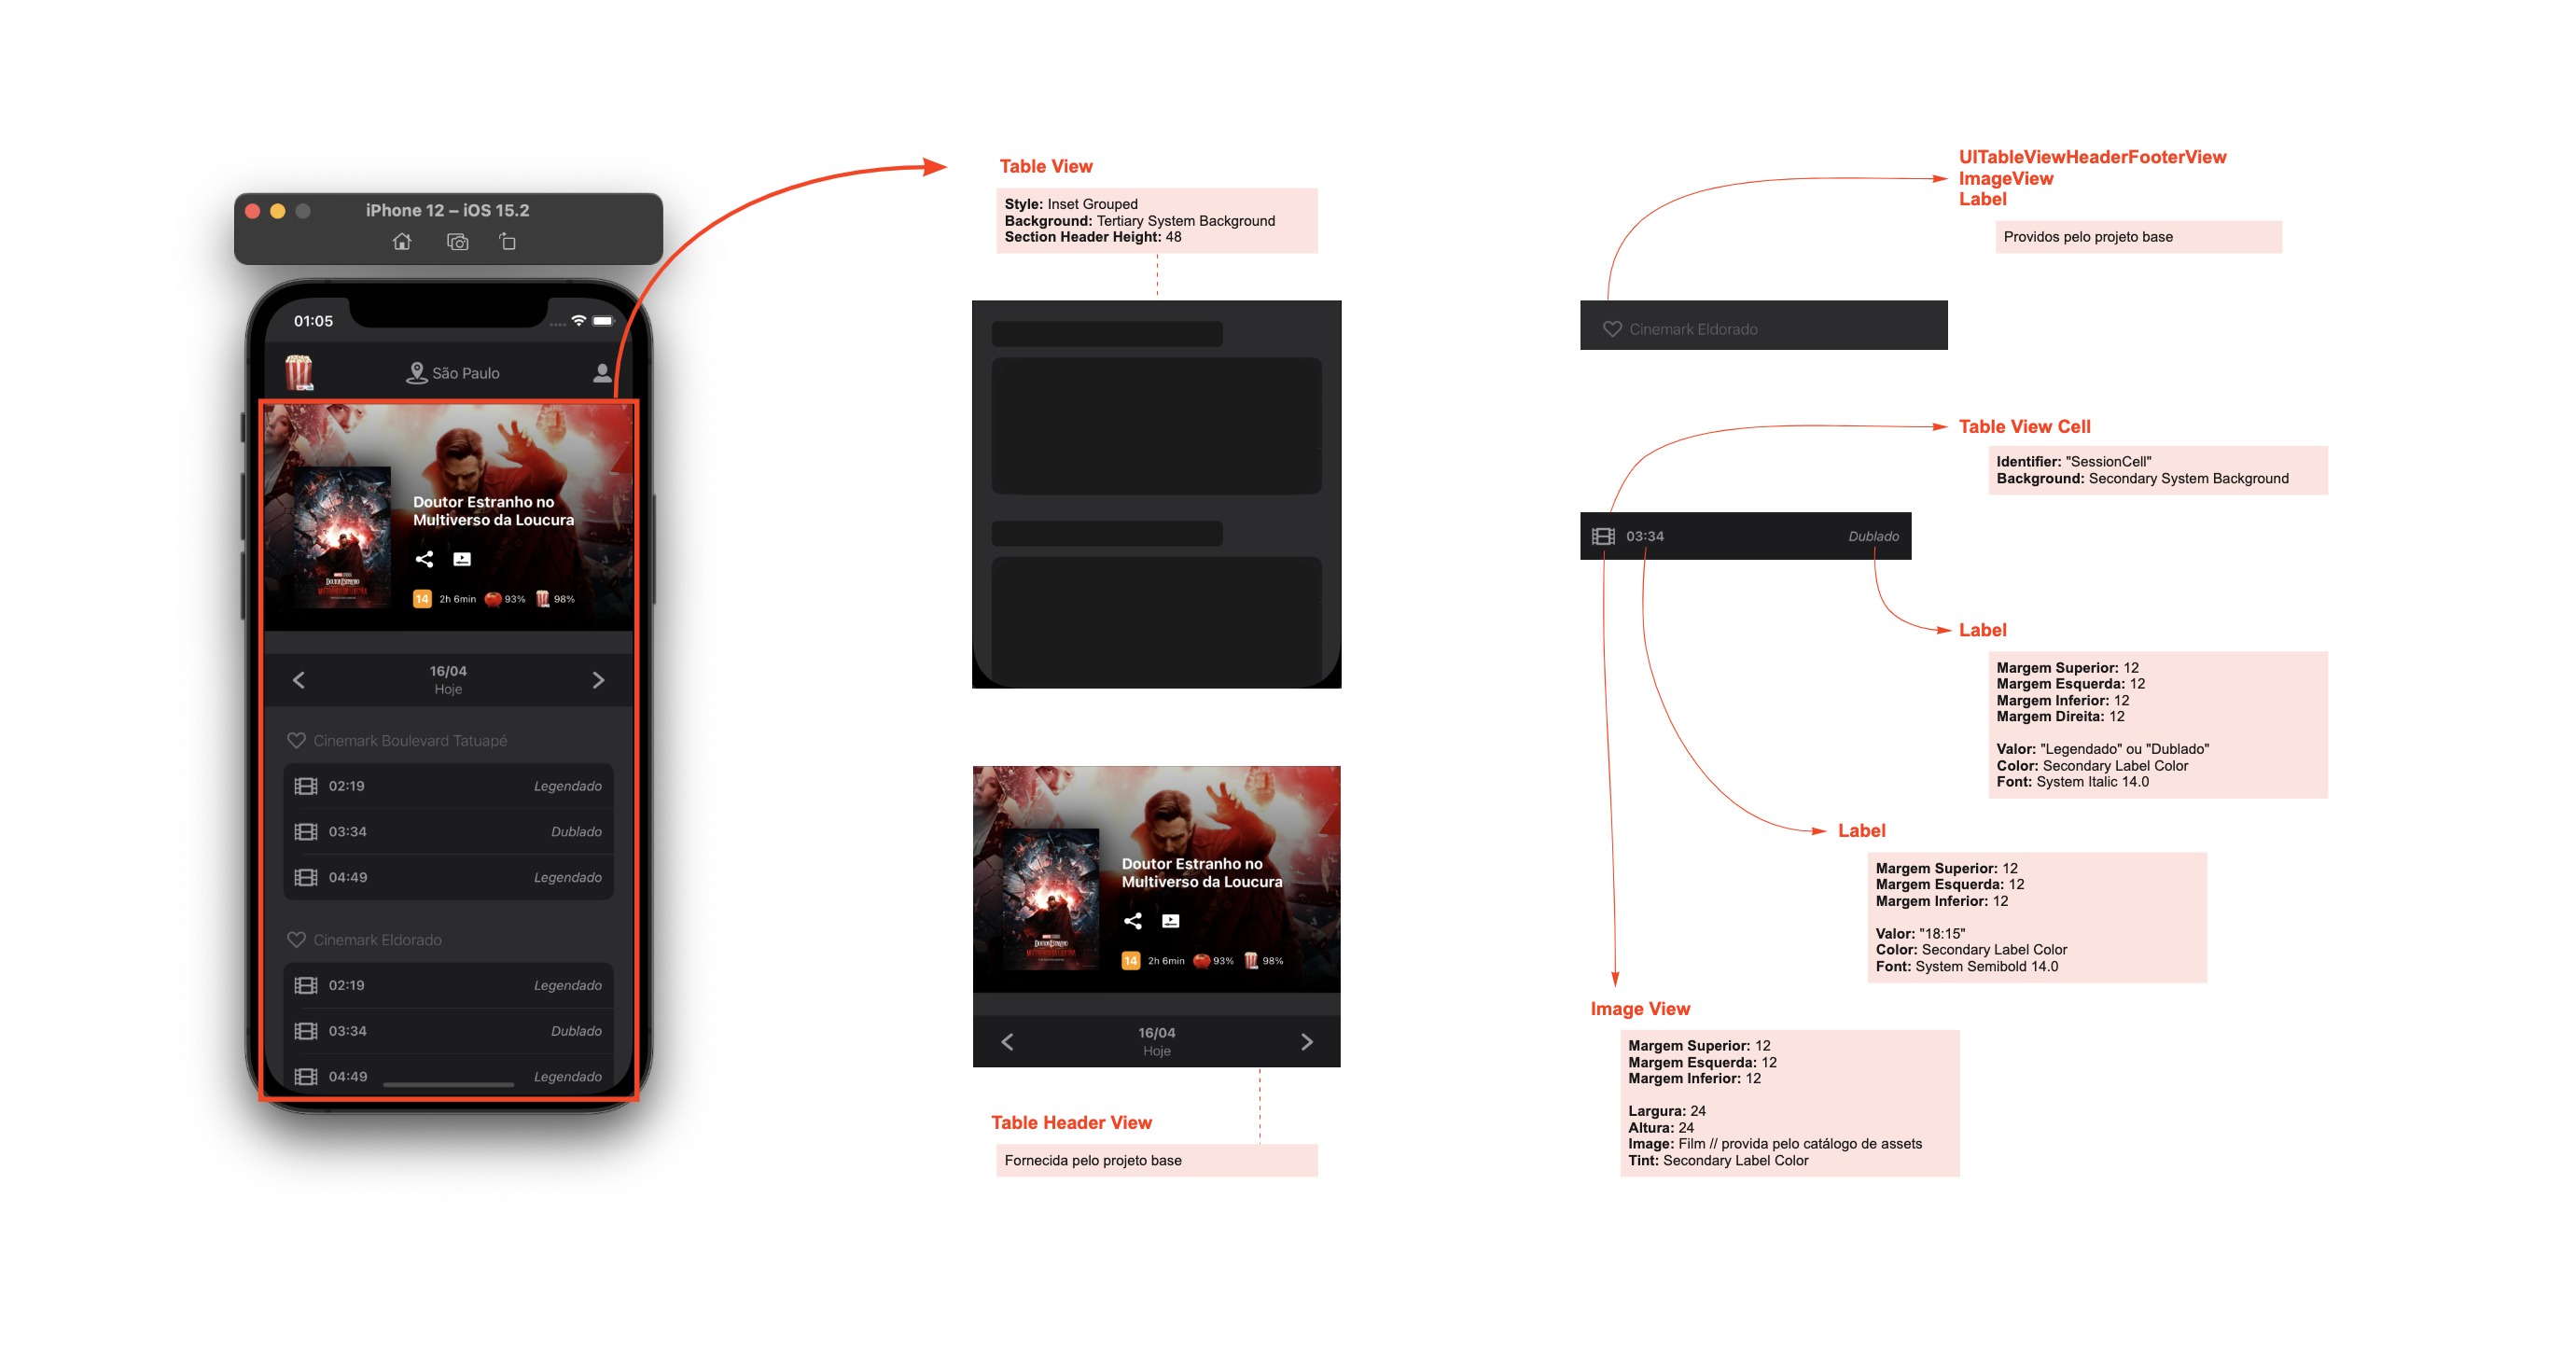 iPhone 12 – iOS 15.2
01:05
São Paulo
Doutor Estranho no
Multiverso da Loucura
14 2h 6min 93% 98%
16/04
Hoje
Cinemark Boulevard Tatuapé
02:19 Legendado
03:34 Dublado
04:49 Legendado
Cinemark Eldorado
02:19 Legendado
03:34 Dublado
04:49 Legendado
Table View
Style: Inset Grouped
Background: Tertiary System Background
Section Header Height: 48
Doutor Estranho no
Multiverso da Loucura
14 2h 6min 93% 98%
16/04
Hoje
Table Header View
Fornecida pelo projeto base
UITableViewHeaderFooterView
ImageView
Label
Providos pelo projeto base
Cinemark Eldorado
Table View Cell
Identifier: "SessionCell"
Background: Secondary System Background
03:34 Dublado
Label
Margem Superior: 12
Margem Esquerda: 12
Margem Inferior: 12
Margem Direita: 12
Valor: "Legendado" ou "Dublado"
Color: Secondary Label Color
Font: System Italic 14.0
Label
Margem Superior: 12
Margem Esquerda: 12
Margem Inferior: 12
Valor: "18:15"
Color: Secondary Label Color
Font: System Semibold 14.0
Image View
Margem Superior: 12
Margem Esquerda: 12
Margem Inferior: 12
Largura: 24
Altura: 24
Image: Film // provida pelo catálogo de assets
Tint: Secondary Label Color